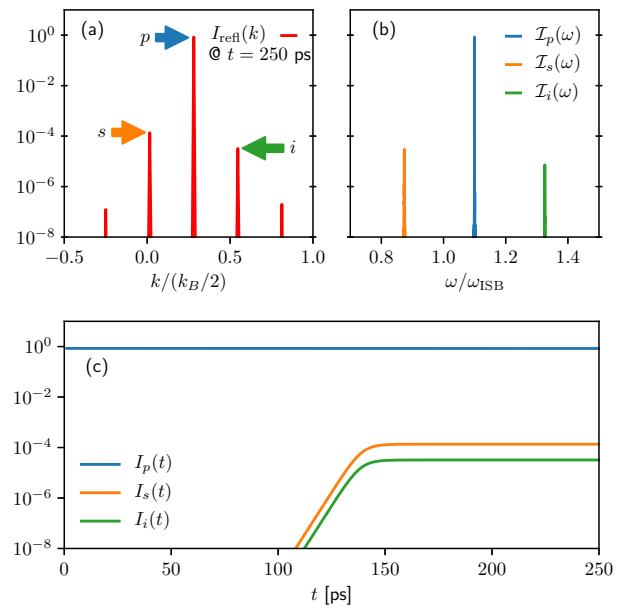 (a)
p
I_refl(k)
@ t = 250 ps
s
i
10^0
10^−2
10^−4
10^−6
10^−8
−0.5
0.0
0.5
1.0
k/(k_B/2)
(b)
ℐ_p(ω)
ℐ_s(ω)
ℐ_i(ω)
0.8
1.0
1.2
1.4
ω/ω_ISB
(c)
10^0
10^−2
10^−4
10^−6
10^−8
I_p(t)
I_s(t)
I_i(t)
0
50
100
150
200
250
t [ps]